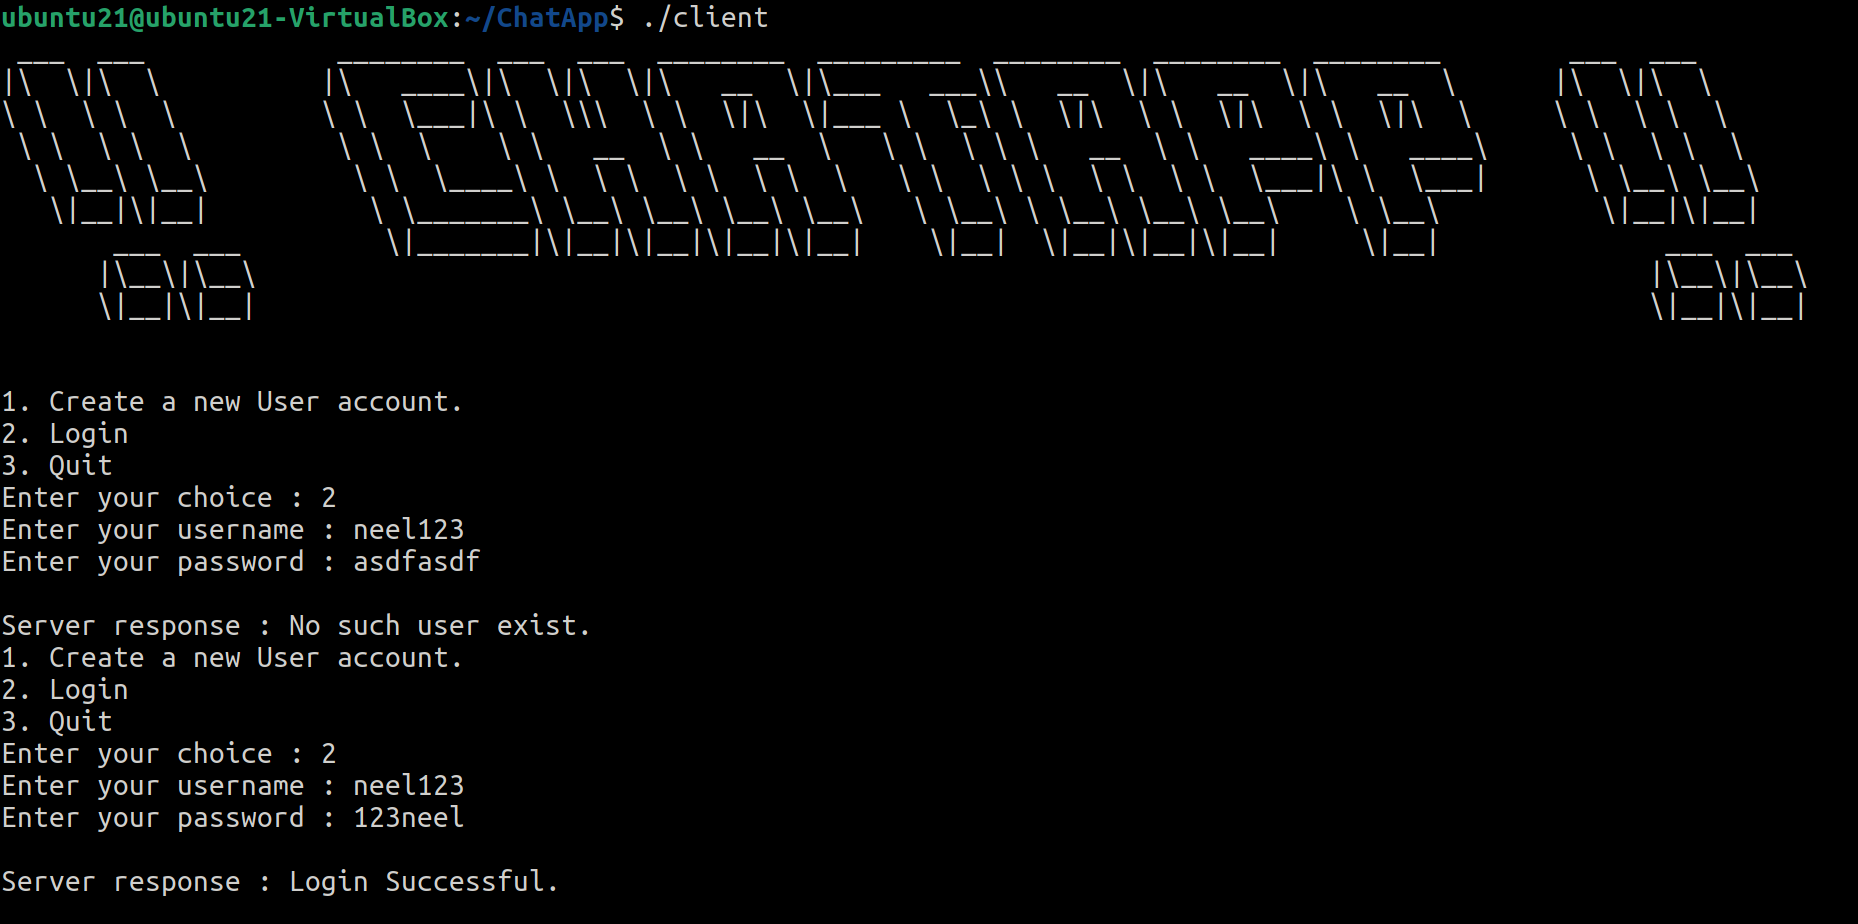 ubuntu21@ubuntu21-VirtualBox:~/ChatApp$ ./client
!! CHATAPP !!
1. Create a new User account.
2. Login
3. Quit
Enter your choice : 2
Enter your username : neel123
Enter your password : asdfasdf
Server response : No such user exist.
1. Create a new User account.
2. Login
3. Quit
Enter your choice : 2
Enter your username : neel123
Enter your password : 123neel
Server response : Login Successful.